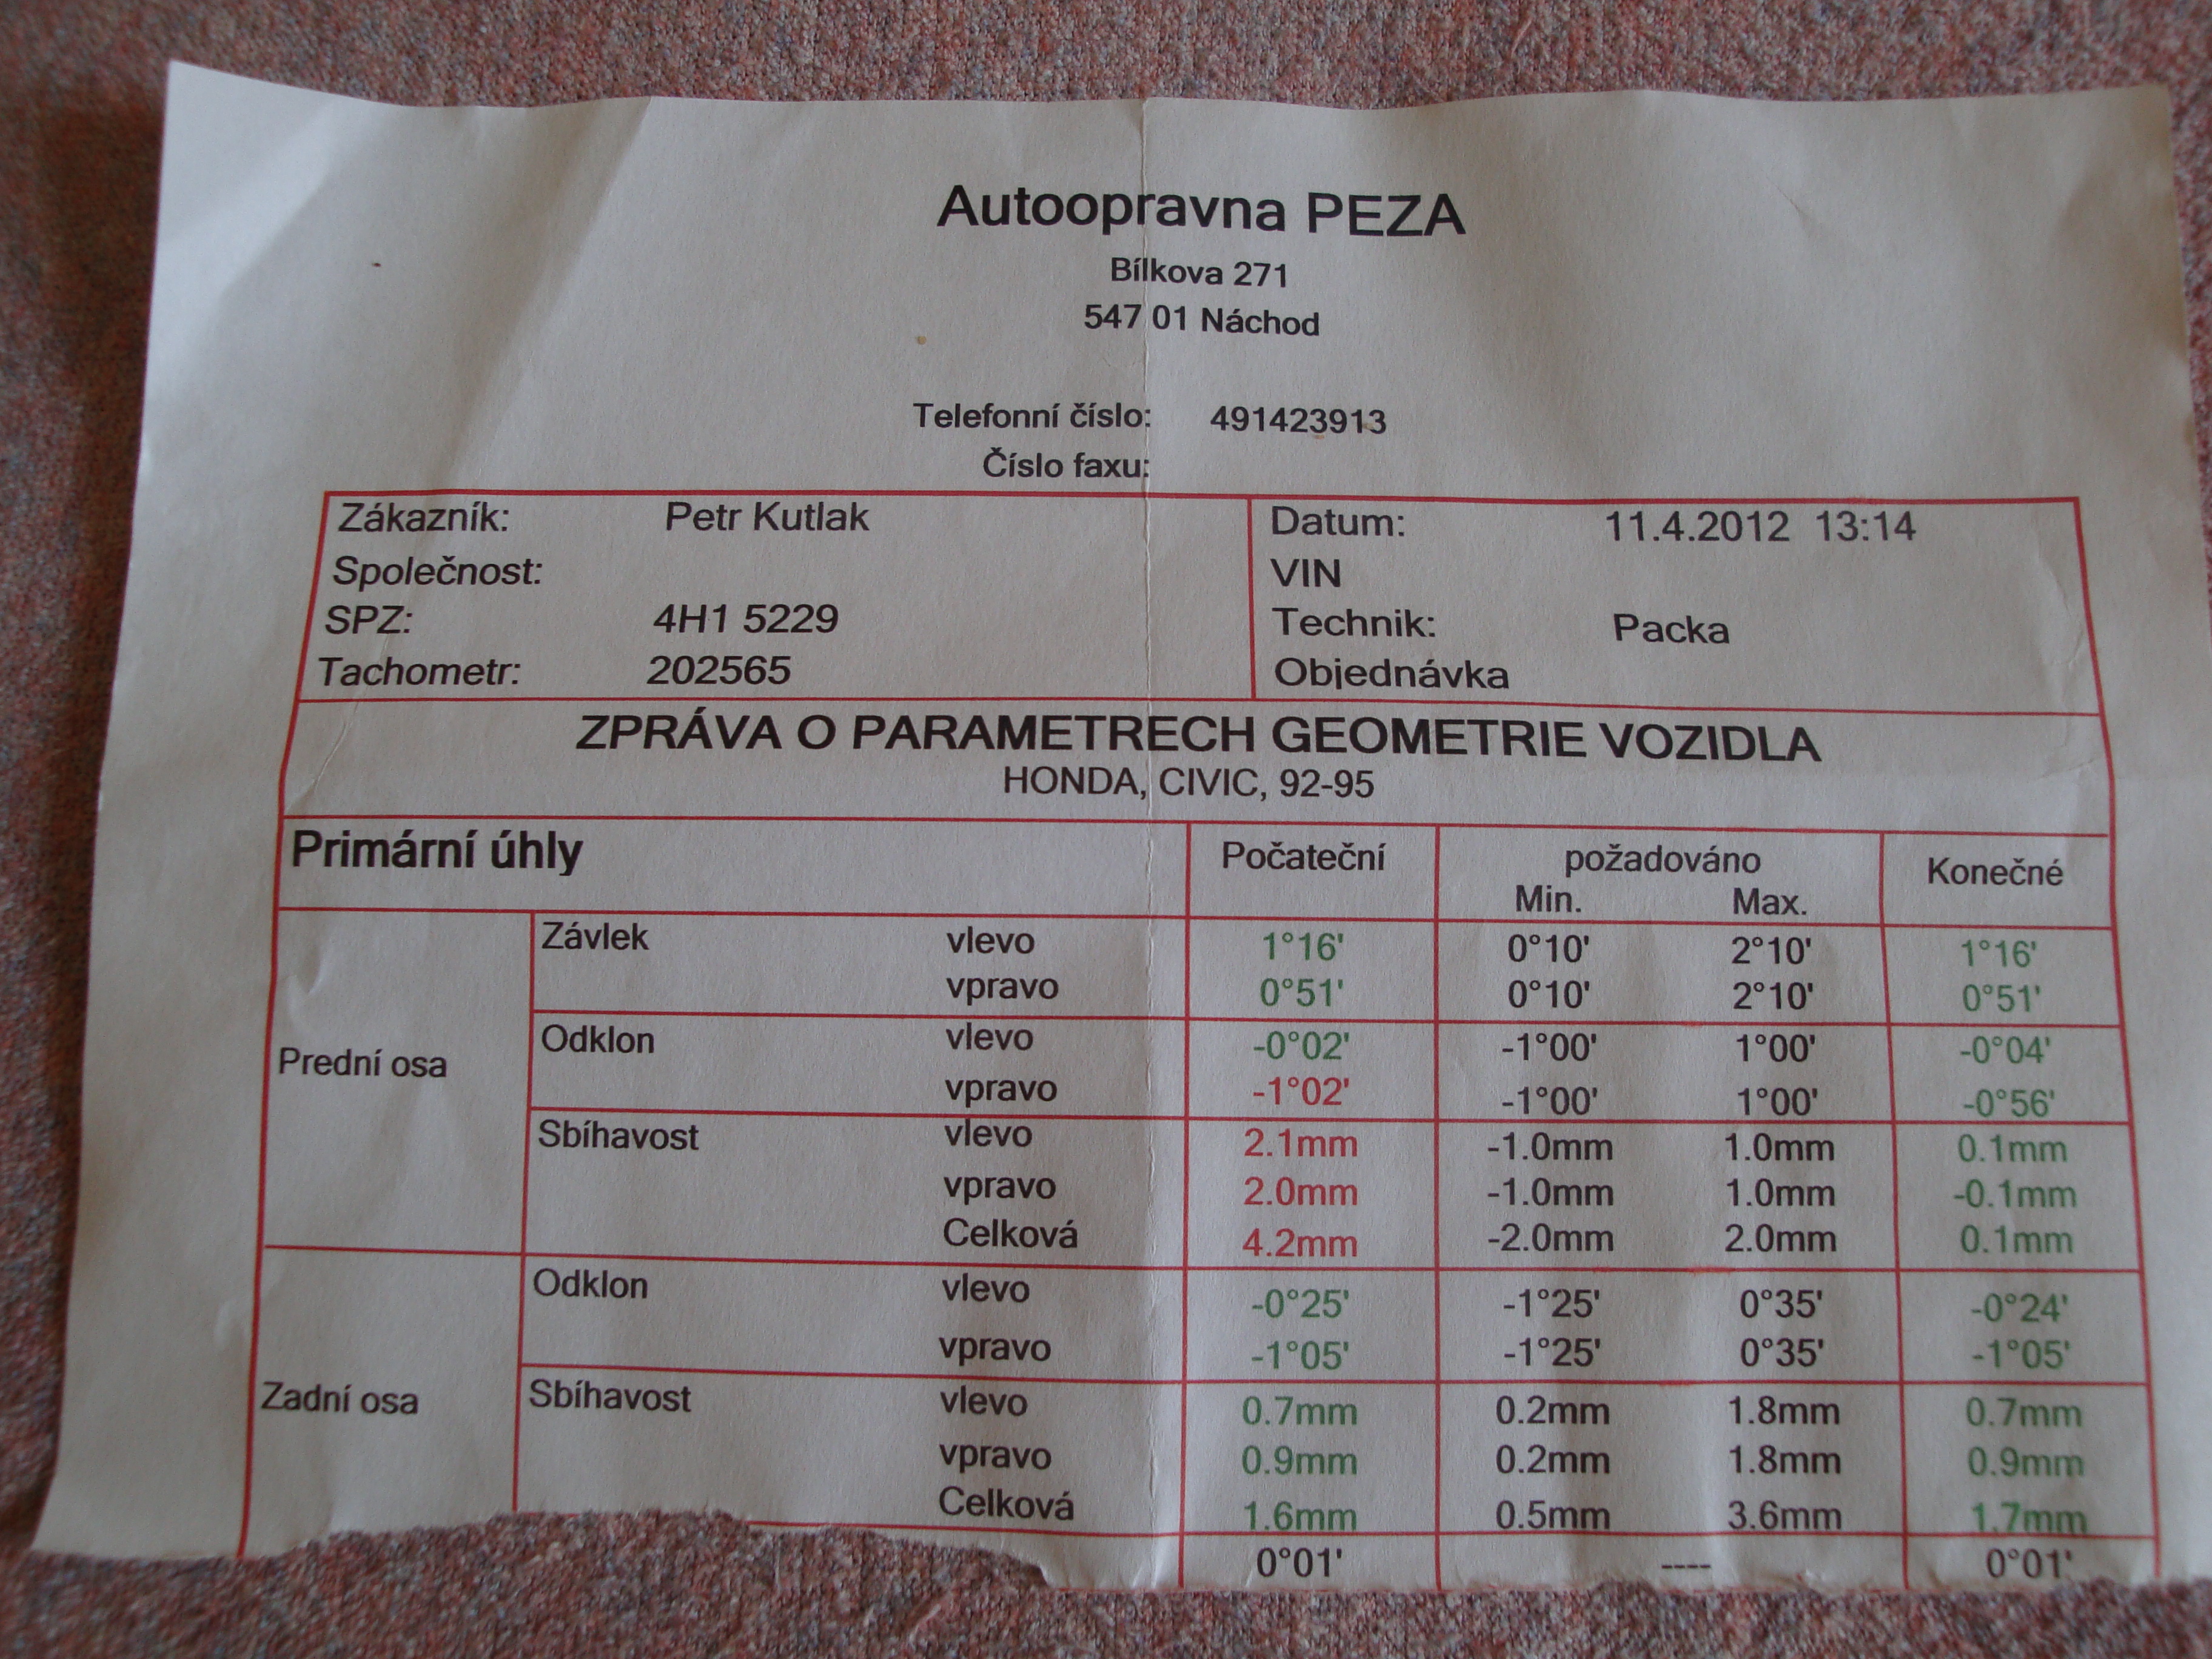 Autoopravna PEZA
Bílkova 271
547 01 Náchod
Telefonní číslo: 491423913
Číslo faxu:
Zákazník: Petr Kutlak Datum: 11.4.2012 13:14
Společnost: VIN
SPZ: 4H1 5229 Technik: Packa
Tachometr: 202565 Objednávka
ZPRÁVA O PARAMETRECH GEOMETRIE VOZIDLA
HONDA, CIVIC, 92-95
Primární úhly Počateční požadováno Konečné
Min. Max.
Závlek vlevo 1°16' 0°10' 2°10' 1°16'
vpravo 0°51' 0°10' 2°10' 0°51'
Prední osa
Odklon vlevo -0°02' -1°00' 1°00' -0°04'
vpravo -1°02' -1°00' 1°00' -0°56'
Sbíhavost vlevo 2.1mm -1.0mm 1.0mm 0.1mm
vpravo 2.0mm -1.0mm 1.0mm -0.1mm
Celková 4.2mm -2.0mm 2.0mm 0.1mm
Odklon vlevo -0°25' -1°25' 0°35' -0°24'
vpravo -1°05' -1°25' 0°35' -1°05'
Zadní osa
Sbíhavost vlevo 0.7mm 0.2mm 1.8mm 0.7mm
vpravo 0.9mm 0.2mm 1.8mm 0.9mm
Celková 1.6mm 0.5mm 3.6mm 1.7mm
0°01' ---- 0°01'